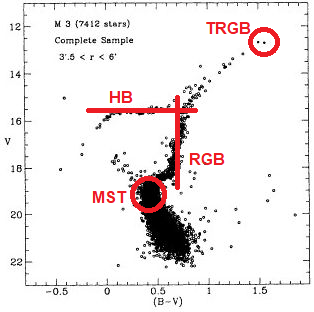 M 3 (7412 stars)
Complete Sample
3'.5 < r < 6'
TRGB
HB
RGB
MST
12
14
16
V
18
20
22
-0.5
0
0.5
1
1.5
(B-V)